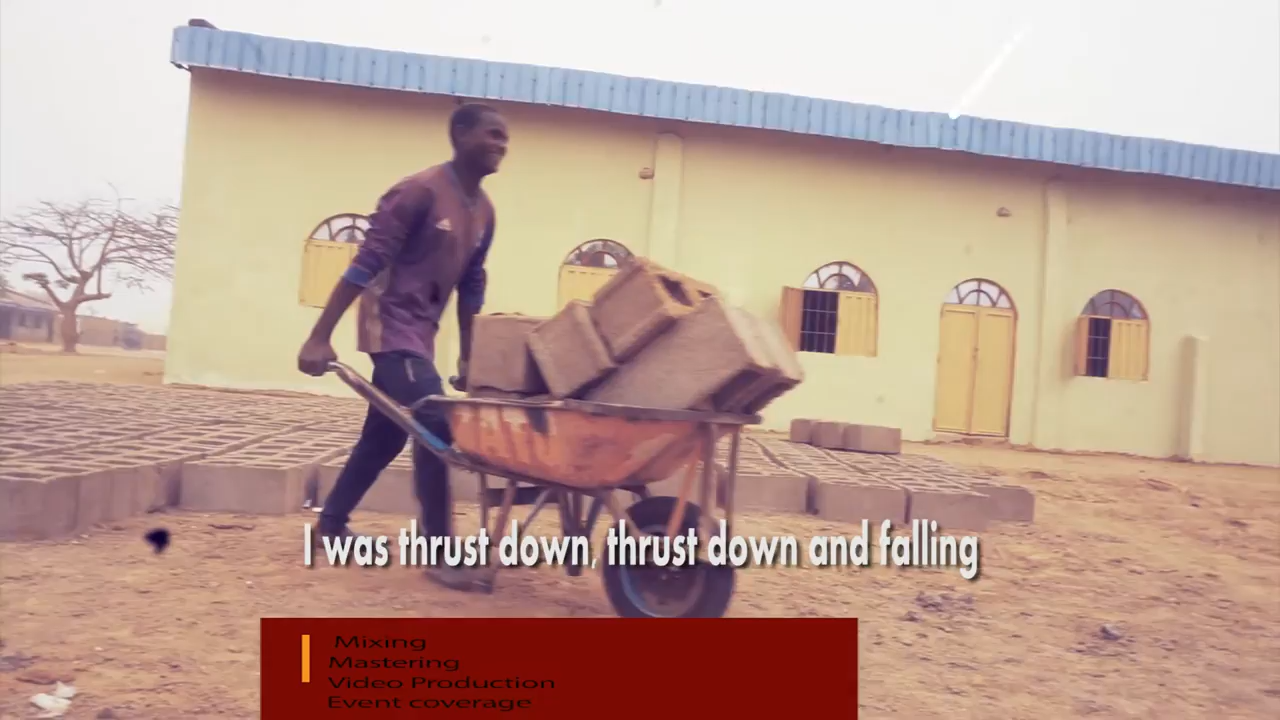 I was thrust down, thrust down and falling
Mixing
Mastering
Video Production
Event coverage